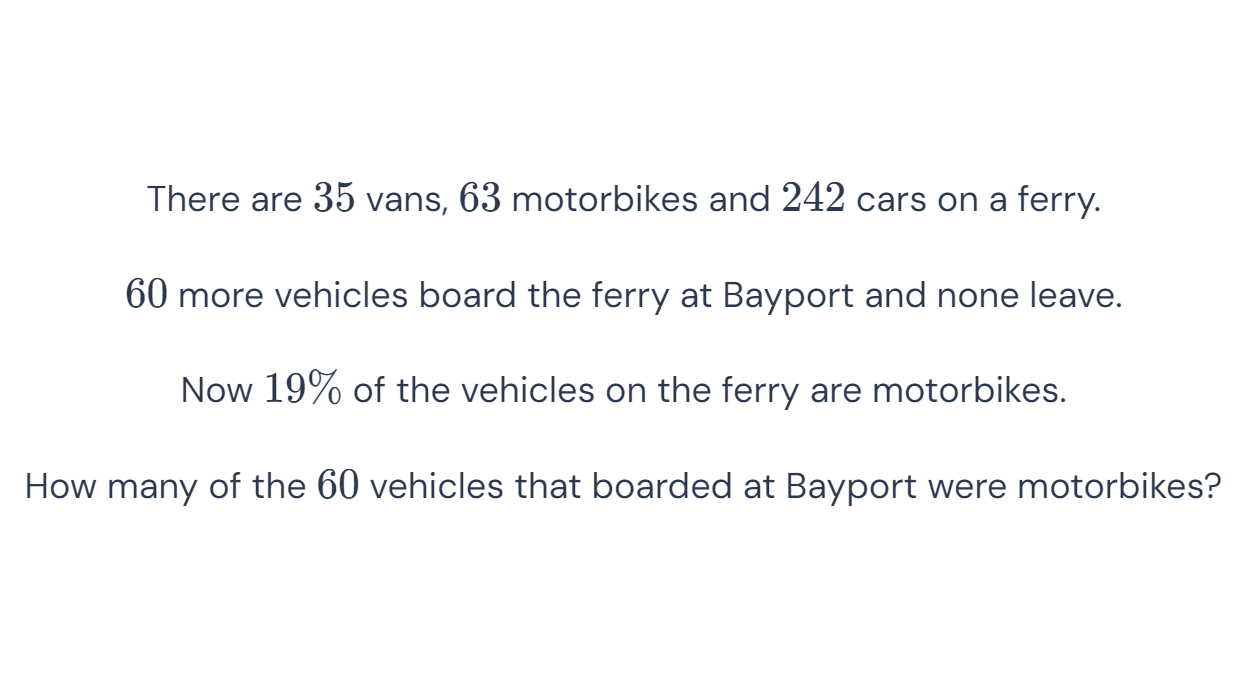 There are 35 vans, 63 motorbikes and 242 cars on a ferry.
60 more vehicles board the ferry at Bayport and none leave.
Now 19% of the vehicles on the ferry are motorbikes.
How many of the 60 vehicles that boarded at Bayport were motorbikes?